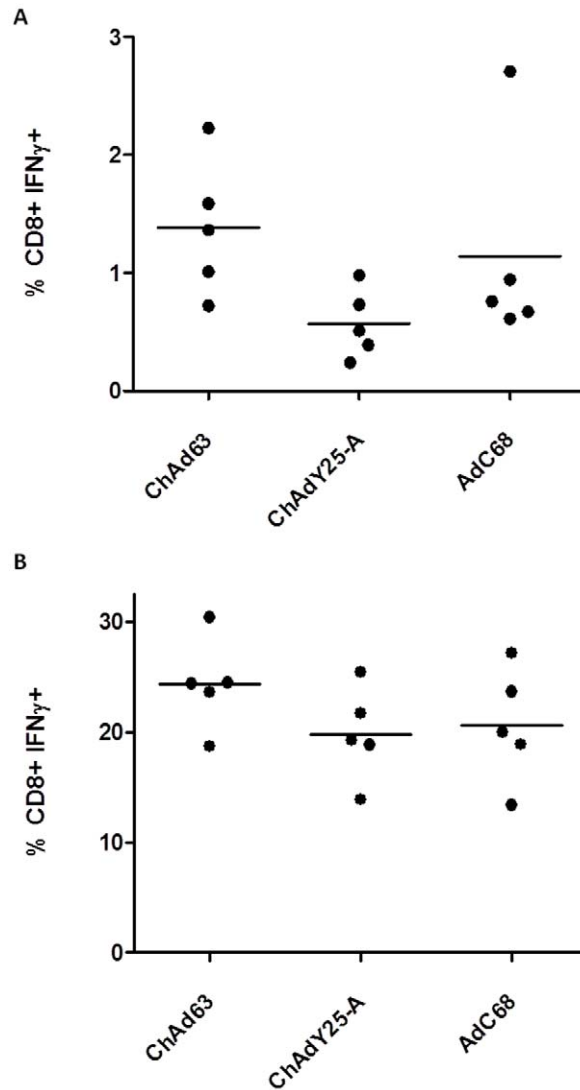 A
3
2
1
0
% CD8+ IFNγ+
ChAd63
ChAdY25-A
AdC68
B
30
20
10
0
% CD8+ IFNγ+
ChAd63
ChAdY25-A
AdC68